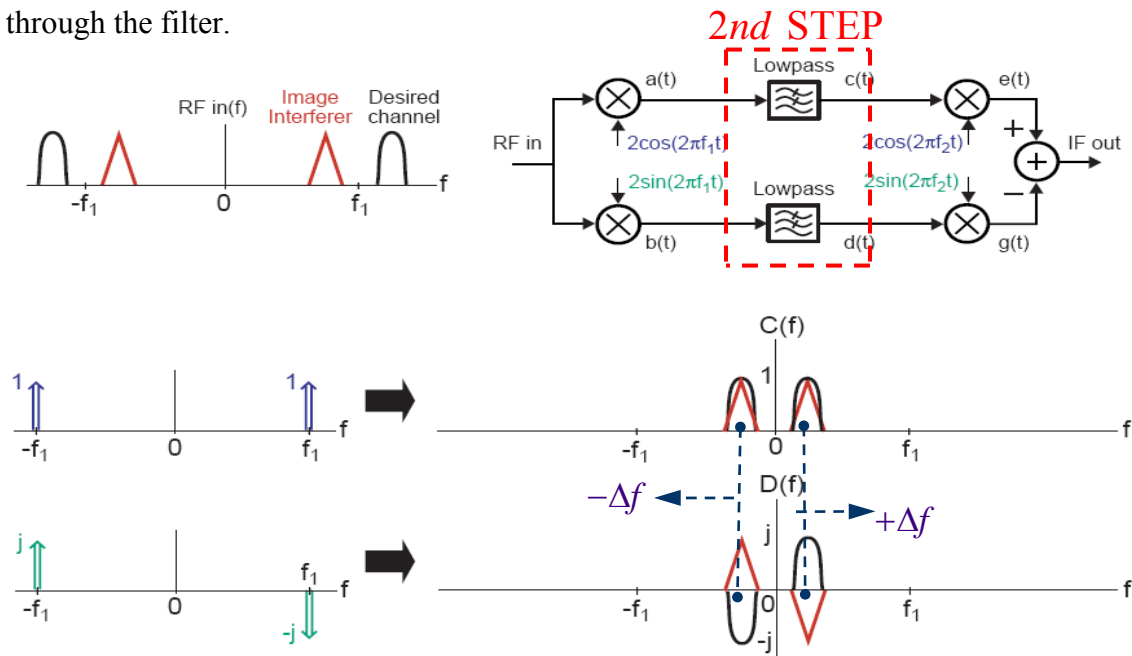 through the filter.
2nd STEP
RF in(f)
Image
Interferer
Desired
channel
-f₁
0
f₁
f
RF in
a(t)
Lowpass
c(t)
e(t)
2cos(2πf₁t)
2cos(2πf₂t)
+
+
IF out
2sin(2πf₁t)
2sin(2πf₂t)
−
Lowpass
b(t)
d(t)
g(t)
1
1
-f₁
0
f₁
f
C(f)
1
-f₁
0
f₁
f
−Δf
+Δf
j
-f₁
0
f₁
f
-j
D(f)
j
-f₁
0
f₁
f
-j